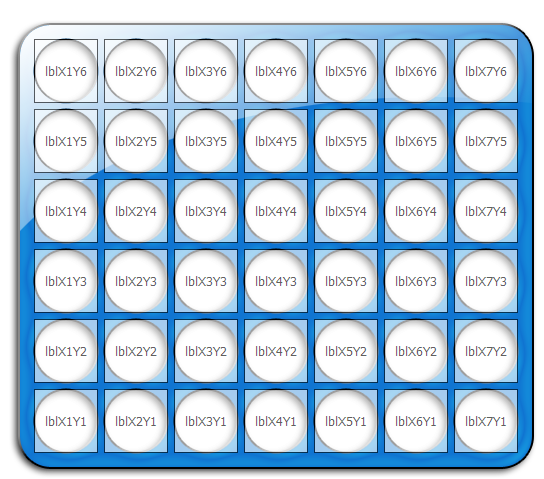 lblX1Y6 lblX2Y6 lblX3Y6 lblX4Y6 lblX5Y6 lblX6Y6 lblX7Y6
lblX1Y5 lblX2Y5 lblX3Y5 lblX4Y5 lblX5Y5 lblX6Y5 lblX7Y5
lblX1Y4 lblX2Y4 lblX3Y4 lblX4Y4 lblX5Y4 lblX6Y4 lblX7Y4
lblX1Y3 lblX2Y3 lblX3Y3 lblX4Y3 lblX5Y3 lblX6Y3 lblX7Y3
lblX1Y2 lblX2Y2 lblX3Y2 lblX4Y2 lblX5Y2 lblX6Y2 lblX7Y2
lblX1Y1 lblX2Y1 lblX3Y1 lblX4Y1 lblX5Y1 lblX6Y1 lblX7Y1